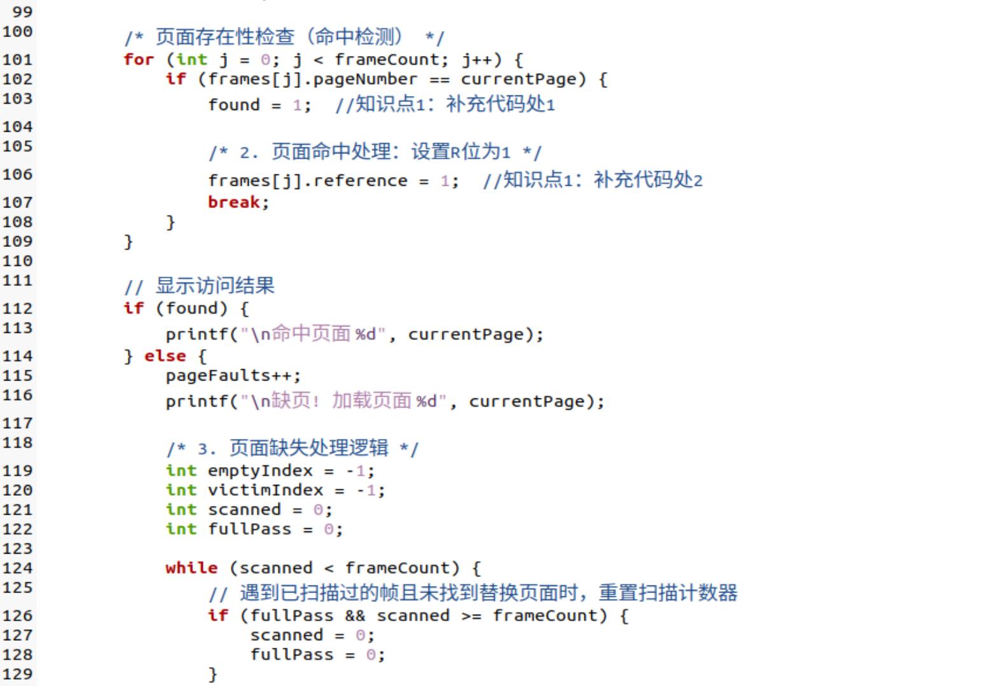 99
100 /* 页面存在性检查（命中检测） */
101 for (int j = 0; j < frameCount; j++) {
102 if (frames[j].pageNumber == currentPage) {
103 found = 1; //知识点1：补充代码处1
104
105 /* 2. 页面命中处理：设置R位为1 */
106 frames[j].reference = 1; //知识点1：补充代码处2
107 break;
108 }
109 }
110
111 // 显示访问结果
112 if (found) {
113 printf("\n命中页面 %d", currentPage);
114 } else {
115 pageFaults++;
116 printf("\n缺页! 加载页面 %d", currentPage);
117
118 /* 3. 页面缺失处理逻辑 */
119 int emptyIndex = -1;
120 int victimIndex = -1;
121 int scanned = 0;
122 int fullPass = 0;
123
124 while (scanned < frameCount) {
125 // 遇到已扫描过的帧且未找到替换页面时，重置扫描计数器
126 if (fullPass && scanned >= frameCount) {
127 scanned = 0;
128 fullPass = 0;
129 }